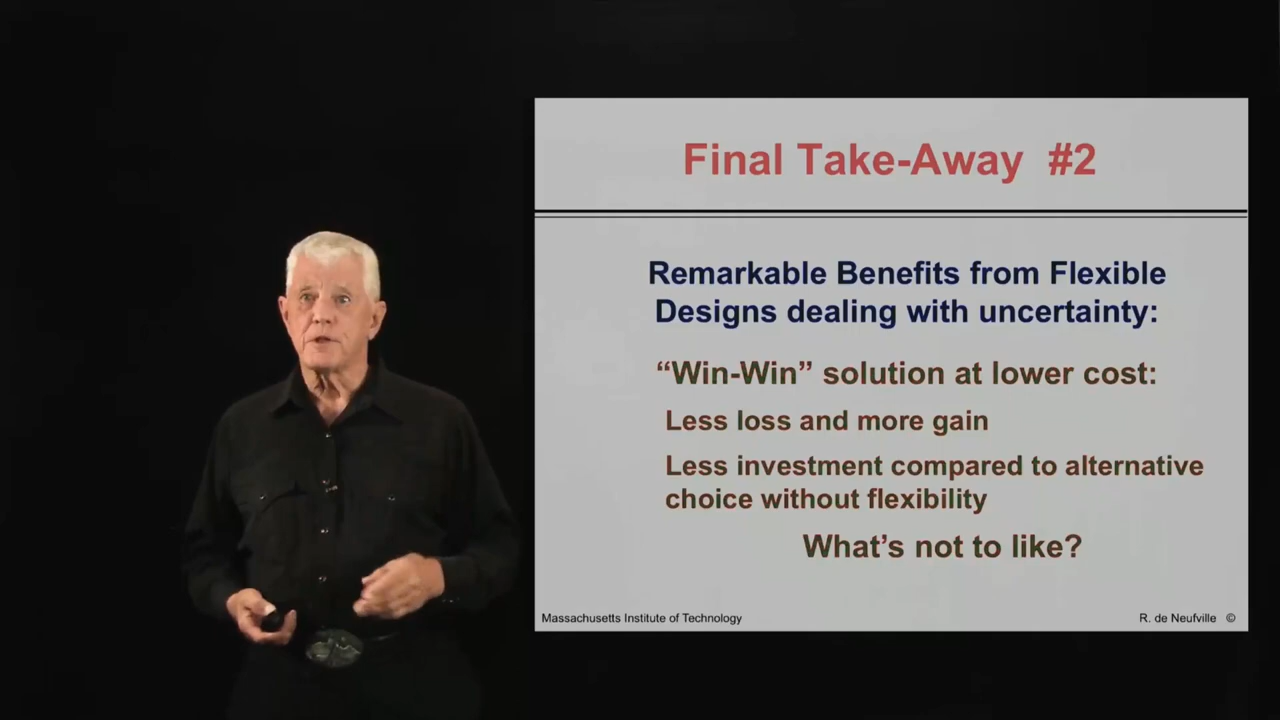 Final Take-Away #2
Remarkable Benefits from Flexible
Designs dealing with uncertainty:
“Win-Win” solution at lower cost:
Less loss and more gain
Less investment compared to alternative
choice without flexibility
What’s not to like?
Massachusetts Institute of Technology
R. de Neufville ©